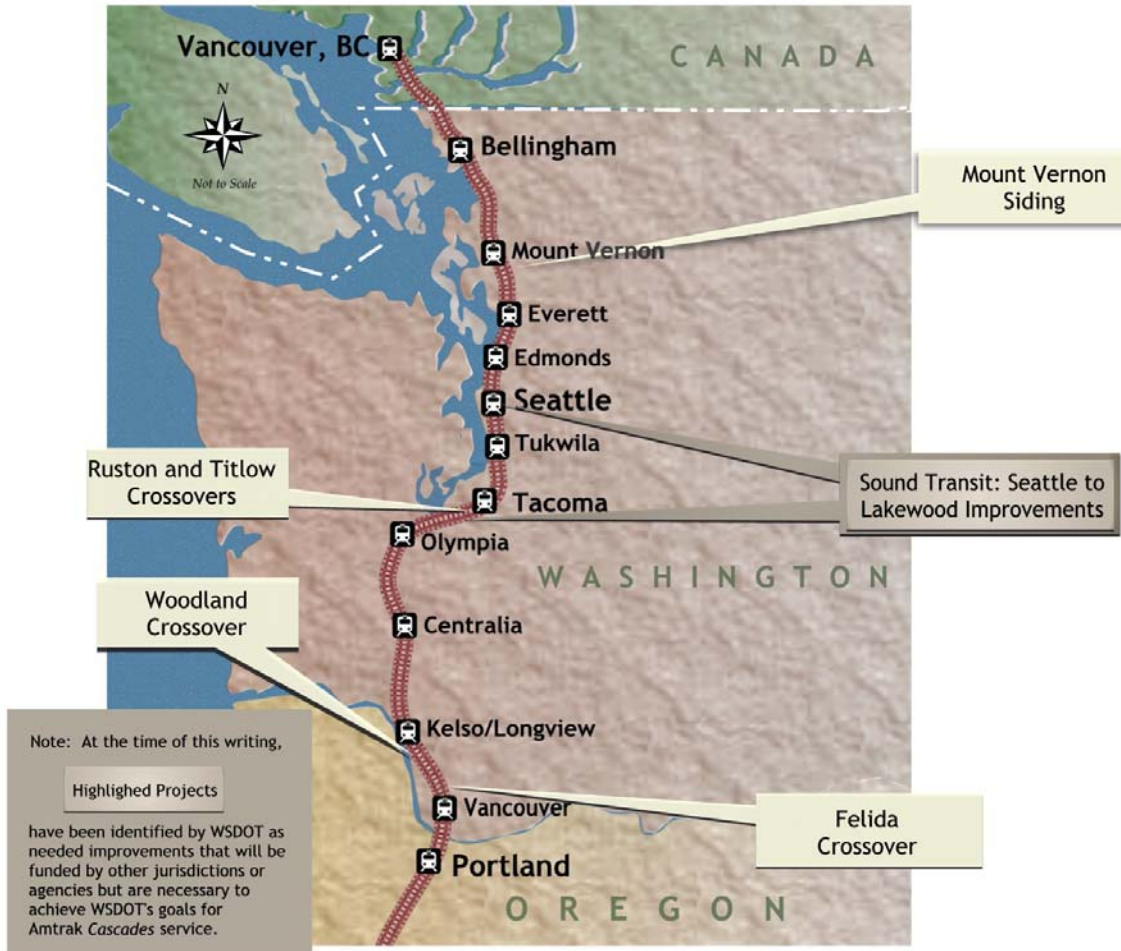 Vancouver, BC
CANADA
N
Not to Scale
Bellingham
Mount Vernon
Siding
Mount Vernon
Everett
Edmonds
Seattle
Tukwila
Ruston and Titlow
Crossovers
Sound Transit: Seattle to
Lakewood Improvements
Tacoma
Olympia
WASHINGTON
Woodland
Crossover
Centralia
Kelso/Longview
Note: At the time of this writing,
Highlighed Projects
have been identified by WSDOT as
needed improvements that will be
funded by other jurisdictions or
agencies but are necessary to
achieve WSDOT's goals for
Amtrak Cascades service.
Vancouver
Felida
Crossover
Portland
OREGON